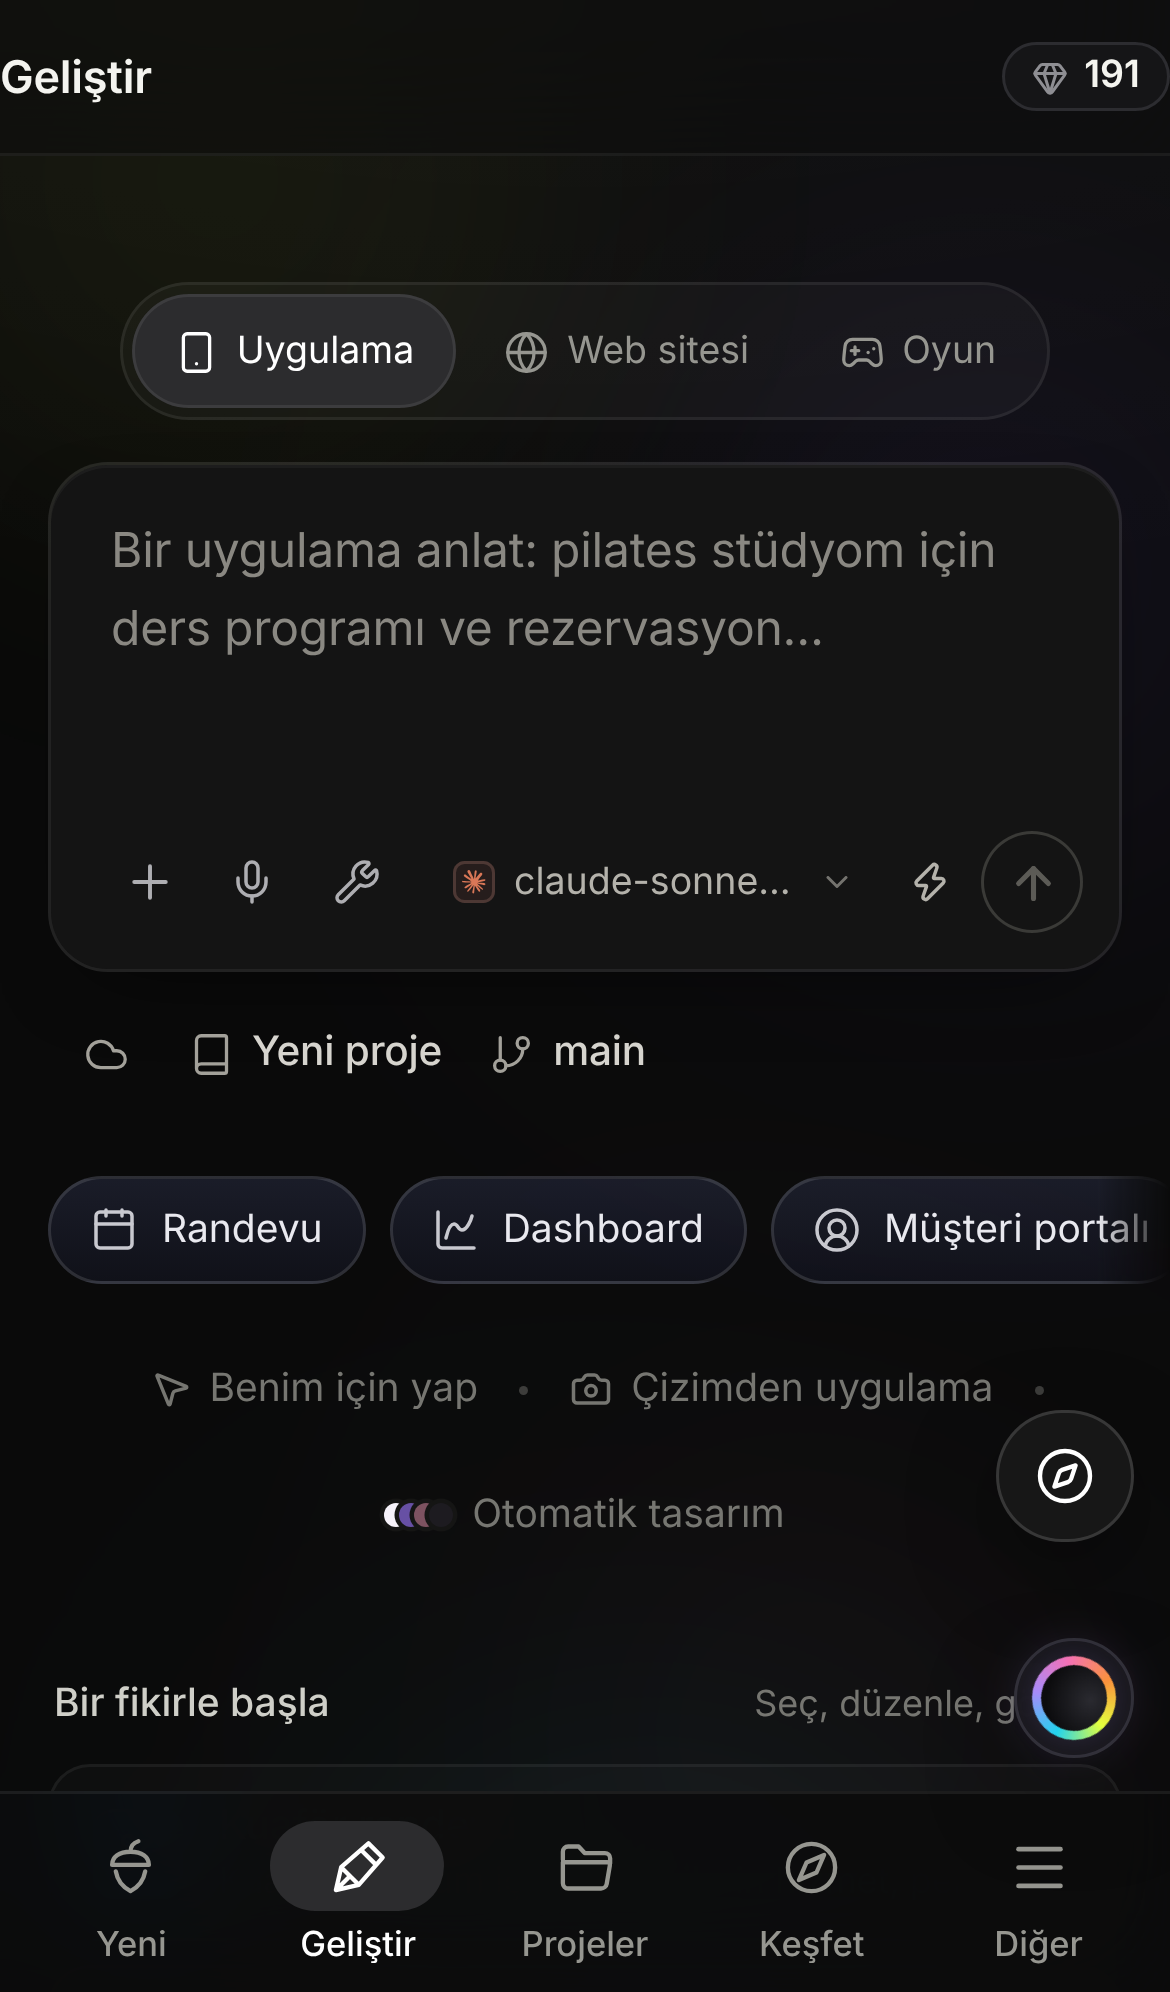 Geliştir
191
Uygulama
Web sitesi
Oyun
Bir uygulama anlat: pilates stüdyom için
ders programı ve rezervasyon...
claude-sonne...
Yeni proje
main
Randevu
Dashboard
Müşteri portalı
Benim için yap
Çizimden uygulama
Otomatik tasarım
Bir fikirle başla
Seç, düzenle, g
Yeni
Geliştir
Projeler
Keşfet
Diğer